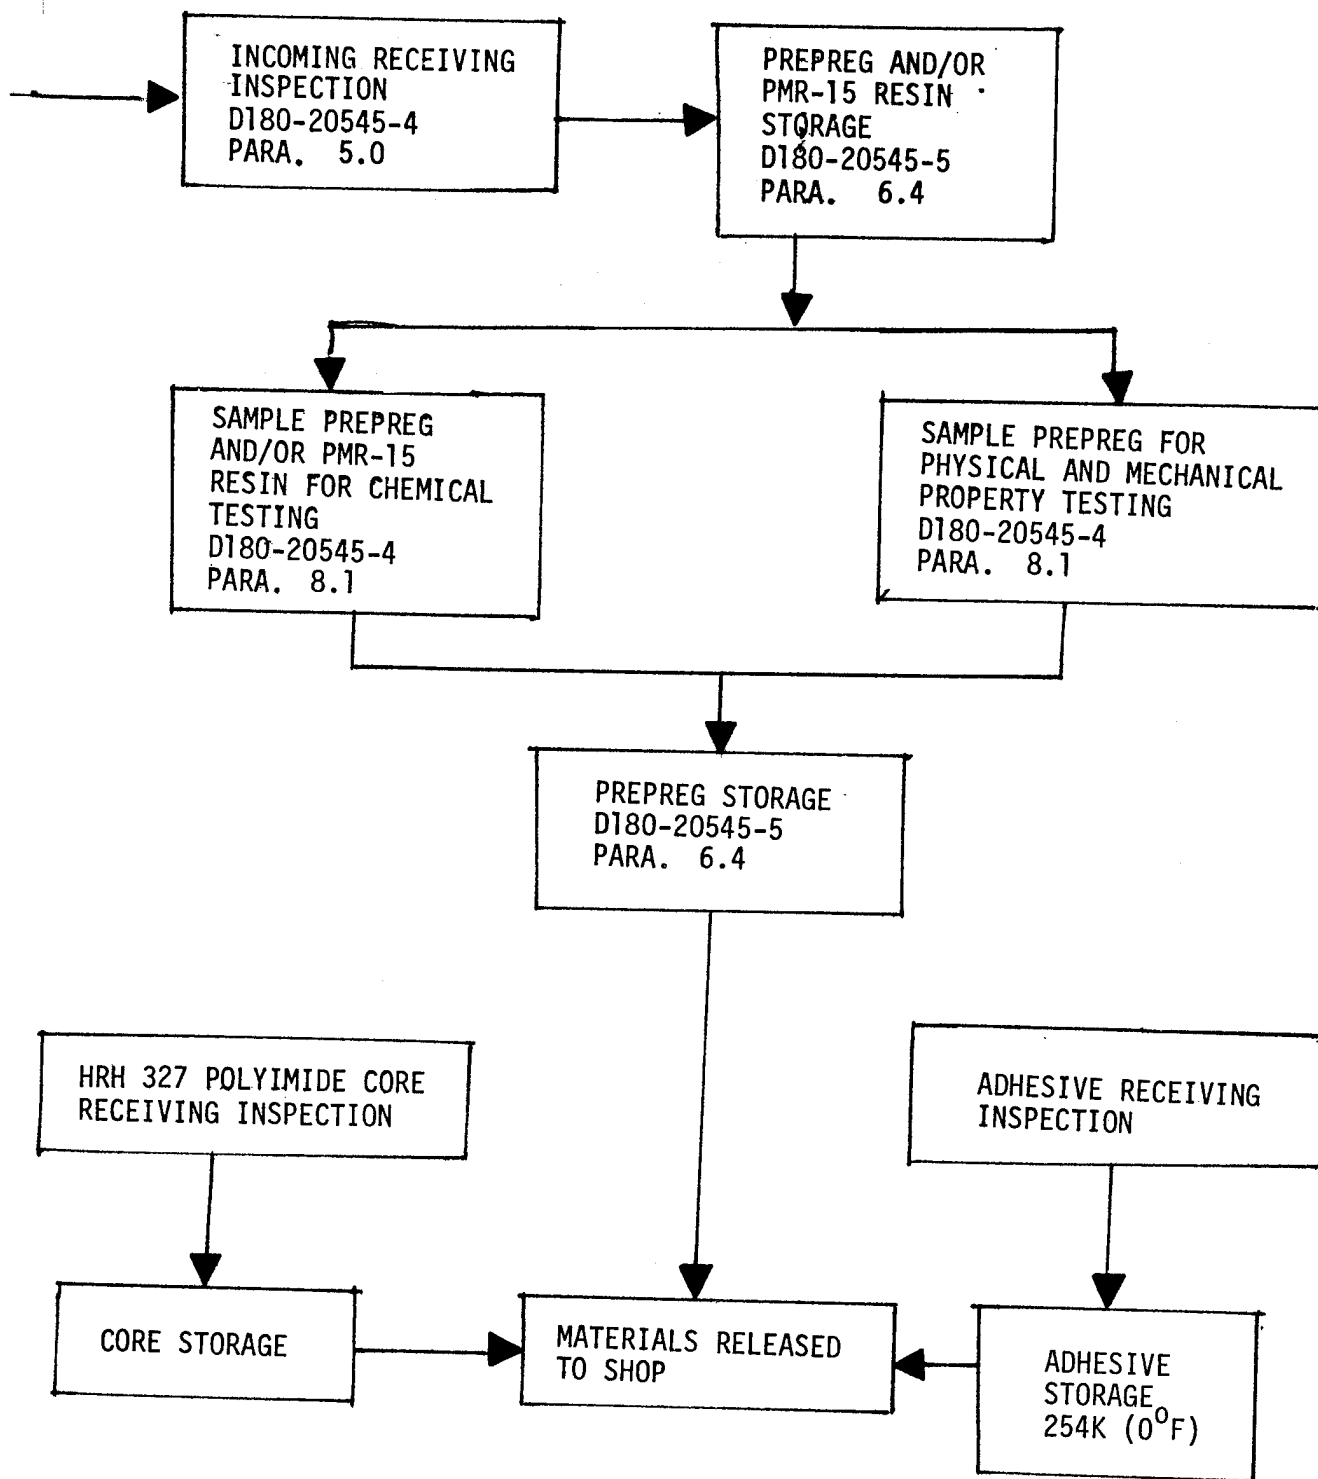 INCOMING RECEIVING
INSPECTION
D180-20545-4
PARA. 5.0
PREPREG AND/OR
PMR-15 RESIN
STORAGE
D180-20545-5
PARA. 6.4
SAMPLE PREPREG
AND/OR PMR-15
RESIN FOR CHEMICAL
TESTING
D180-20545-4
PARA. 8.1
SAMPLE PREPREG FOR
PHYSICAL AND MECHANICAL
PROPERTY TESTING
D180-20545-4
PARA. 8.1
PREPREG STORAGE
D180-20545-5
PARA. 6.4
HRH 327 POLYIMIDE CORE
RECEIVING INSPECTION
ADHESIVE RECEIVING
INSPECTION
CORE STORAGE
MATERIALS RELEASED
TO SHOP
ADHESIVE
STORAGE
254K (0°F)